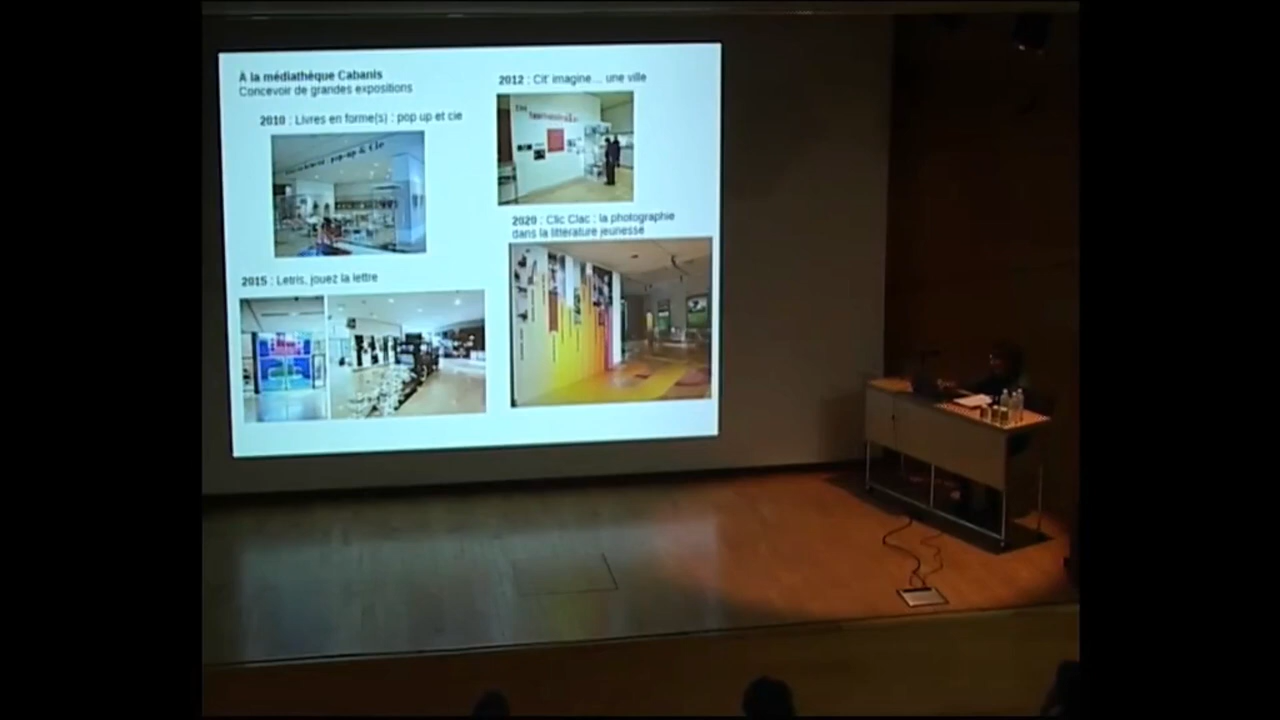 À la médiathèque Cabanis
Concevoir de grandes expositions
2010 : Livres en forme(s) : pop up et cie
2012 : Cit' imagine... une ville
2015 : Letris, jouez la lettre
2020 : Clic Clac : la photographie
dans la littérature jeunesse